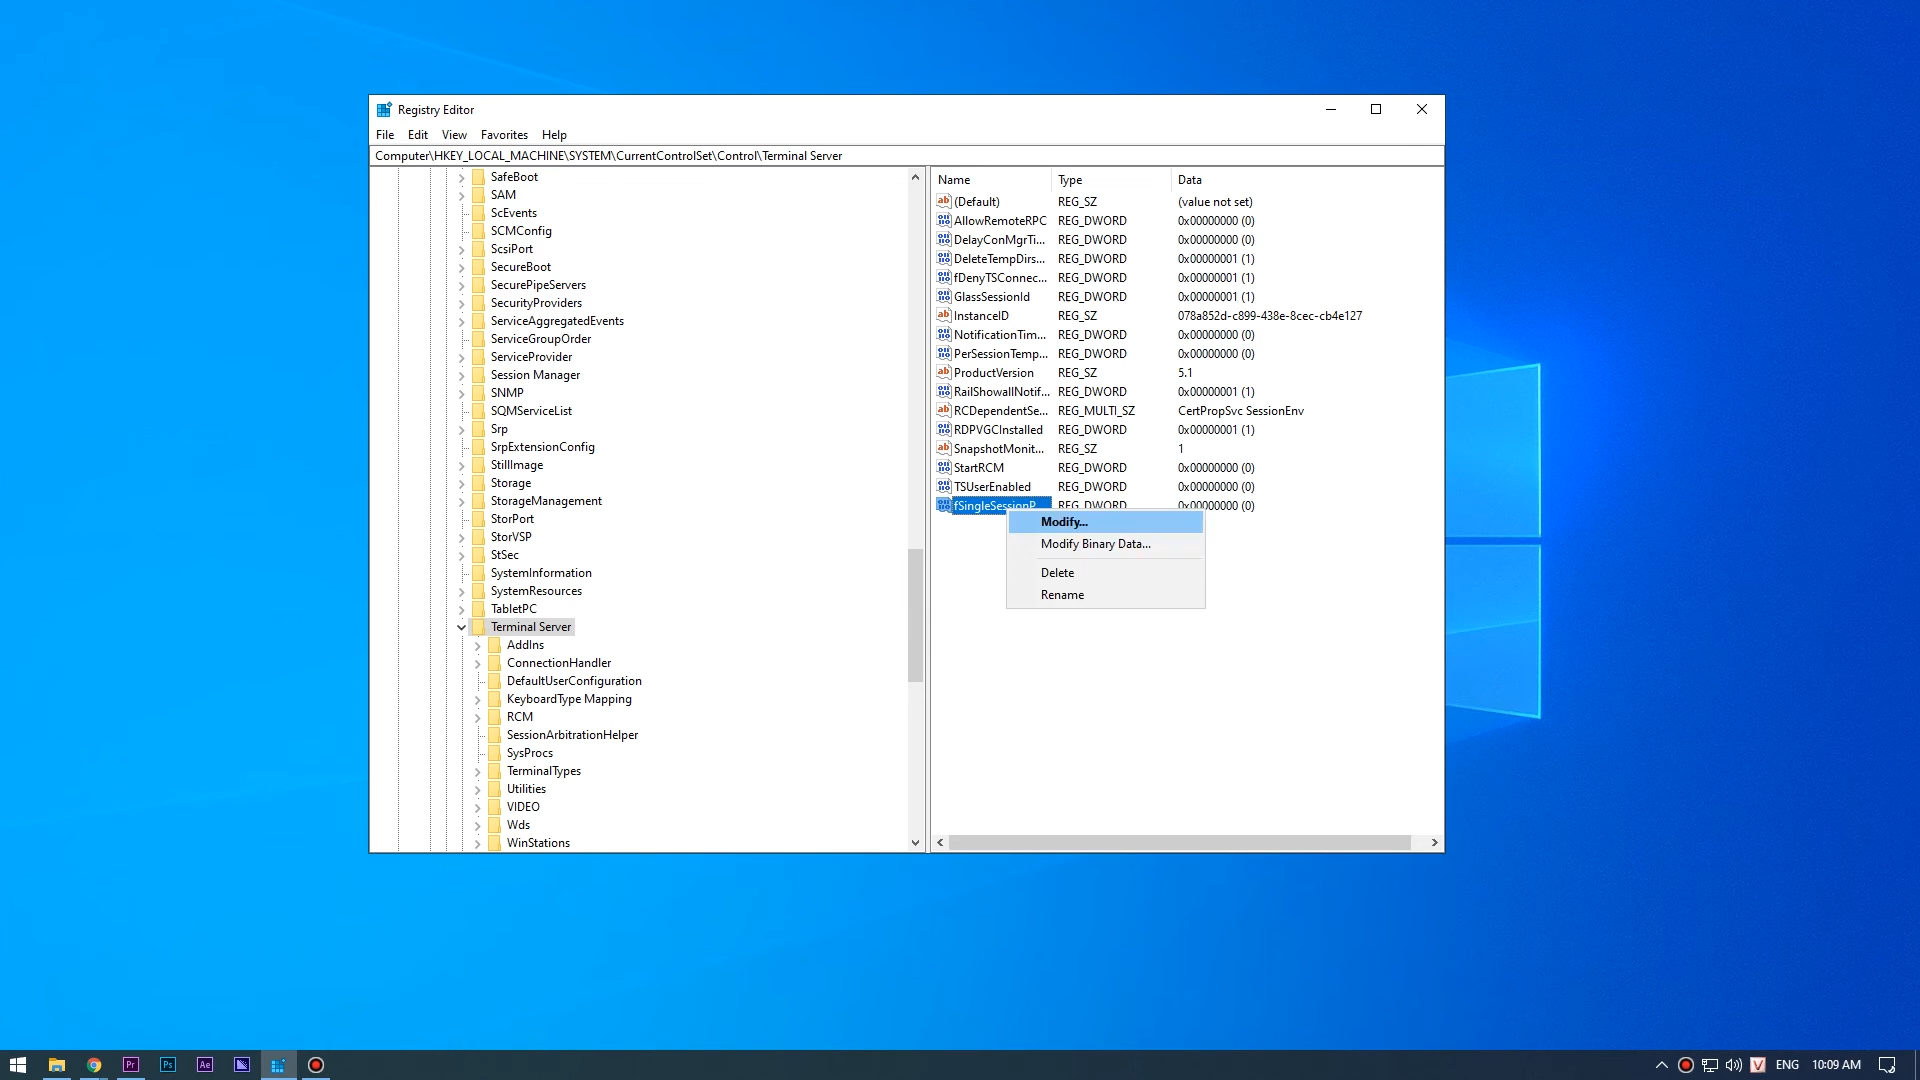 Registry Editor
File Edit View Favorites Help
Computer\HKEY_LOCAL_MACHINE\SYSTEM\CurrentControlSet\Control\Terminal Server
SafeBoot
SAM
ScEvents
SCMConfig
ScsiPort
SecureBoot
SecurePipeServers
SecurityProviders
ServiceAggregatedEvents
ServiceGroupOrder
ServiceProvider
Session Manager
SNMP
SQMServiceList
Srp
SrpExtensionConfig
StillImage
Storage
StorageManagement
StorPort
StorVSP
StSec
SystemInformation
SystemResources
TabletPC
Terminal Server
AddIns
ConnectionHandler
DefaultUserConfiguration
KeyboardType Mapping
RCM
SessionArbitrationHelper
SysProcs
TerminalTypes
Utilities
VIDEO
Wds
WinStations
Name Type Data
(Default) REG_SZ (value not set)
AllowRemoteRPC REG_DWORD 0x00000000 (0)
DelayConMgrTi... REG_DWORD 0x00000000 (0)
DeleteTempDirs... REG_DWORD 0x00000001 (1)
fDenyTSConnec... REG_DWORD 0x00000001 (1)
GlassSessionId REG_DWORD 0x00000001 (1)
InstanceID REG_SZ 078a852d-c899-438e-8cec-cb4e127
NotificationTim... REG_DWORD 0x00000000 (0)
PerSessionTemp... REG_DWORD 0x00000000 (0)
ProductVersion REG_SZ 5.1
RailShowallNotif... REG_DWORD 0x00000001 (1)
RCDependentSe... REG_MULTI_SZ CertPropSvc SessionEnv
RDPVGCInstalled REG_DWORD 0x00000001 (1)
SnapshotMonit... REG_SZ 1
StartRCM REG_DWORD 0x00000000 (0)
TSUserEnabled REG_DWORD 0x00000000 (0)
fSingleSessionP... REG_DWORD 0x00000000 (0)
Modify...
Modify Binary Data...
Delete
Rename
Pr Ps Ae V ENG 10:09 AM